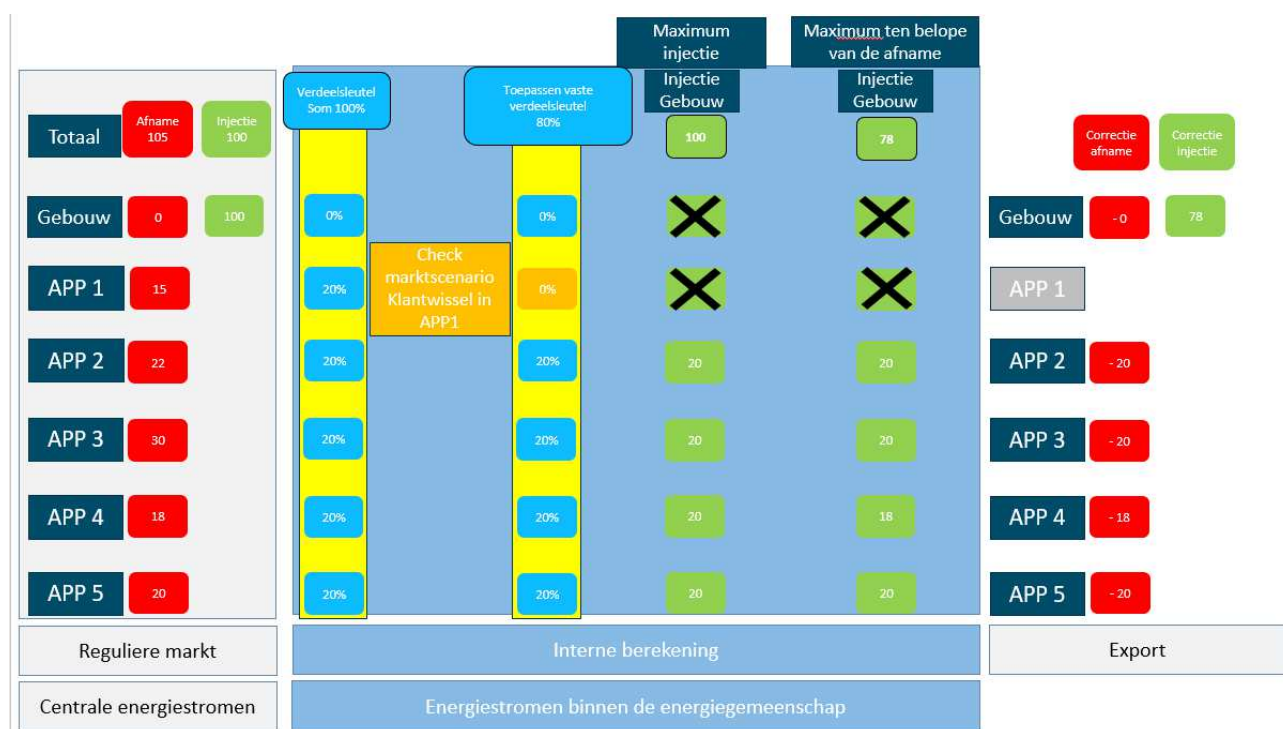 Maximum
injectie
Maximum ten belope
van de afname
Verdeelsleutel
Som 100%
Toepassen vaste
verdeelsleutel
80%
Injectie
Gebouw
Injectie
Gebouw
Totaal
Afname
105
Injectie
100
100
78
Correctie
afname
Correctie
injectie
Gebouw
0
100
0%
0%
Gebouw
- 0
78
APP 1
15
20%
Check
marktscenario
Klantwissel in
APP1
0%
APP 1
APP 2
22
20%
20%
20
20
APP 2
- 20
APP 3
30
20%
20%
20
20
APP 3
- 20
APP 4
18
20%
20%
20
18
APP 4
- 18
APP 5
20
20%
20%
20
20
APP 5
- 20
Reguliere markt
Interne berekening
Export
Centrale energiestromen
Energiestromen binnen de energiegemeenschap